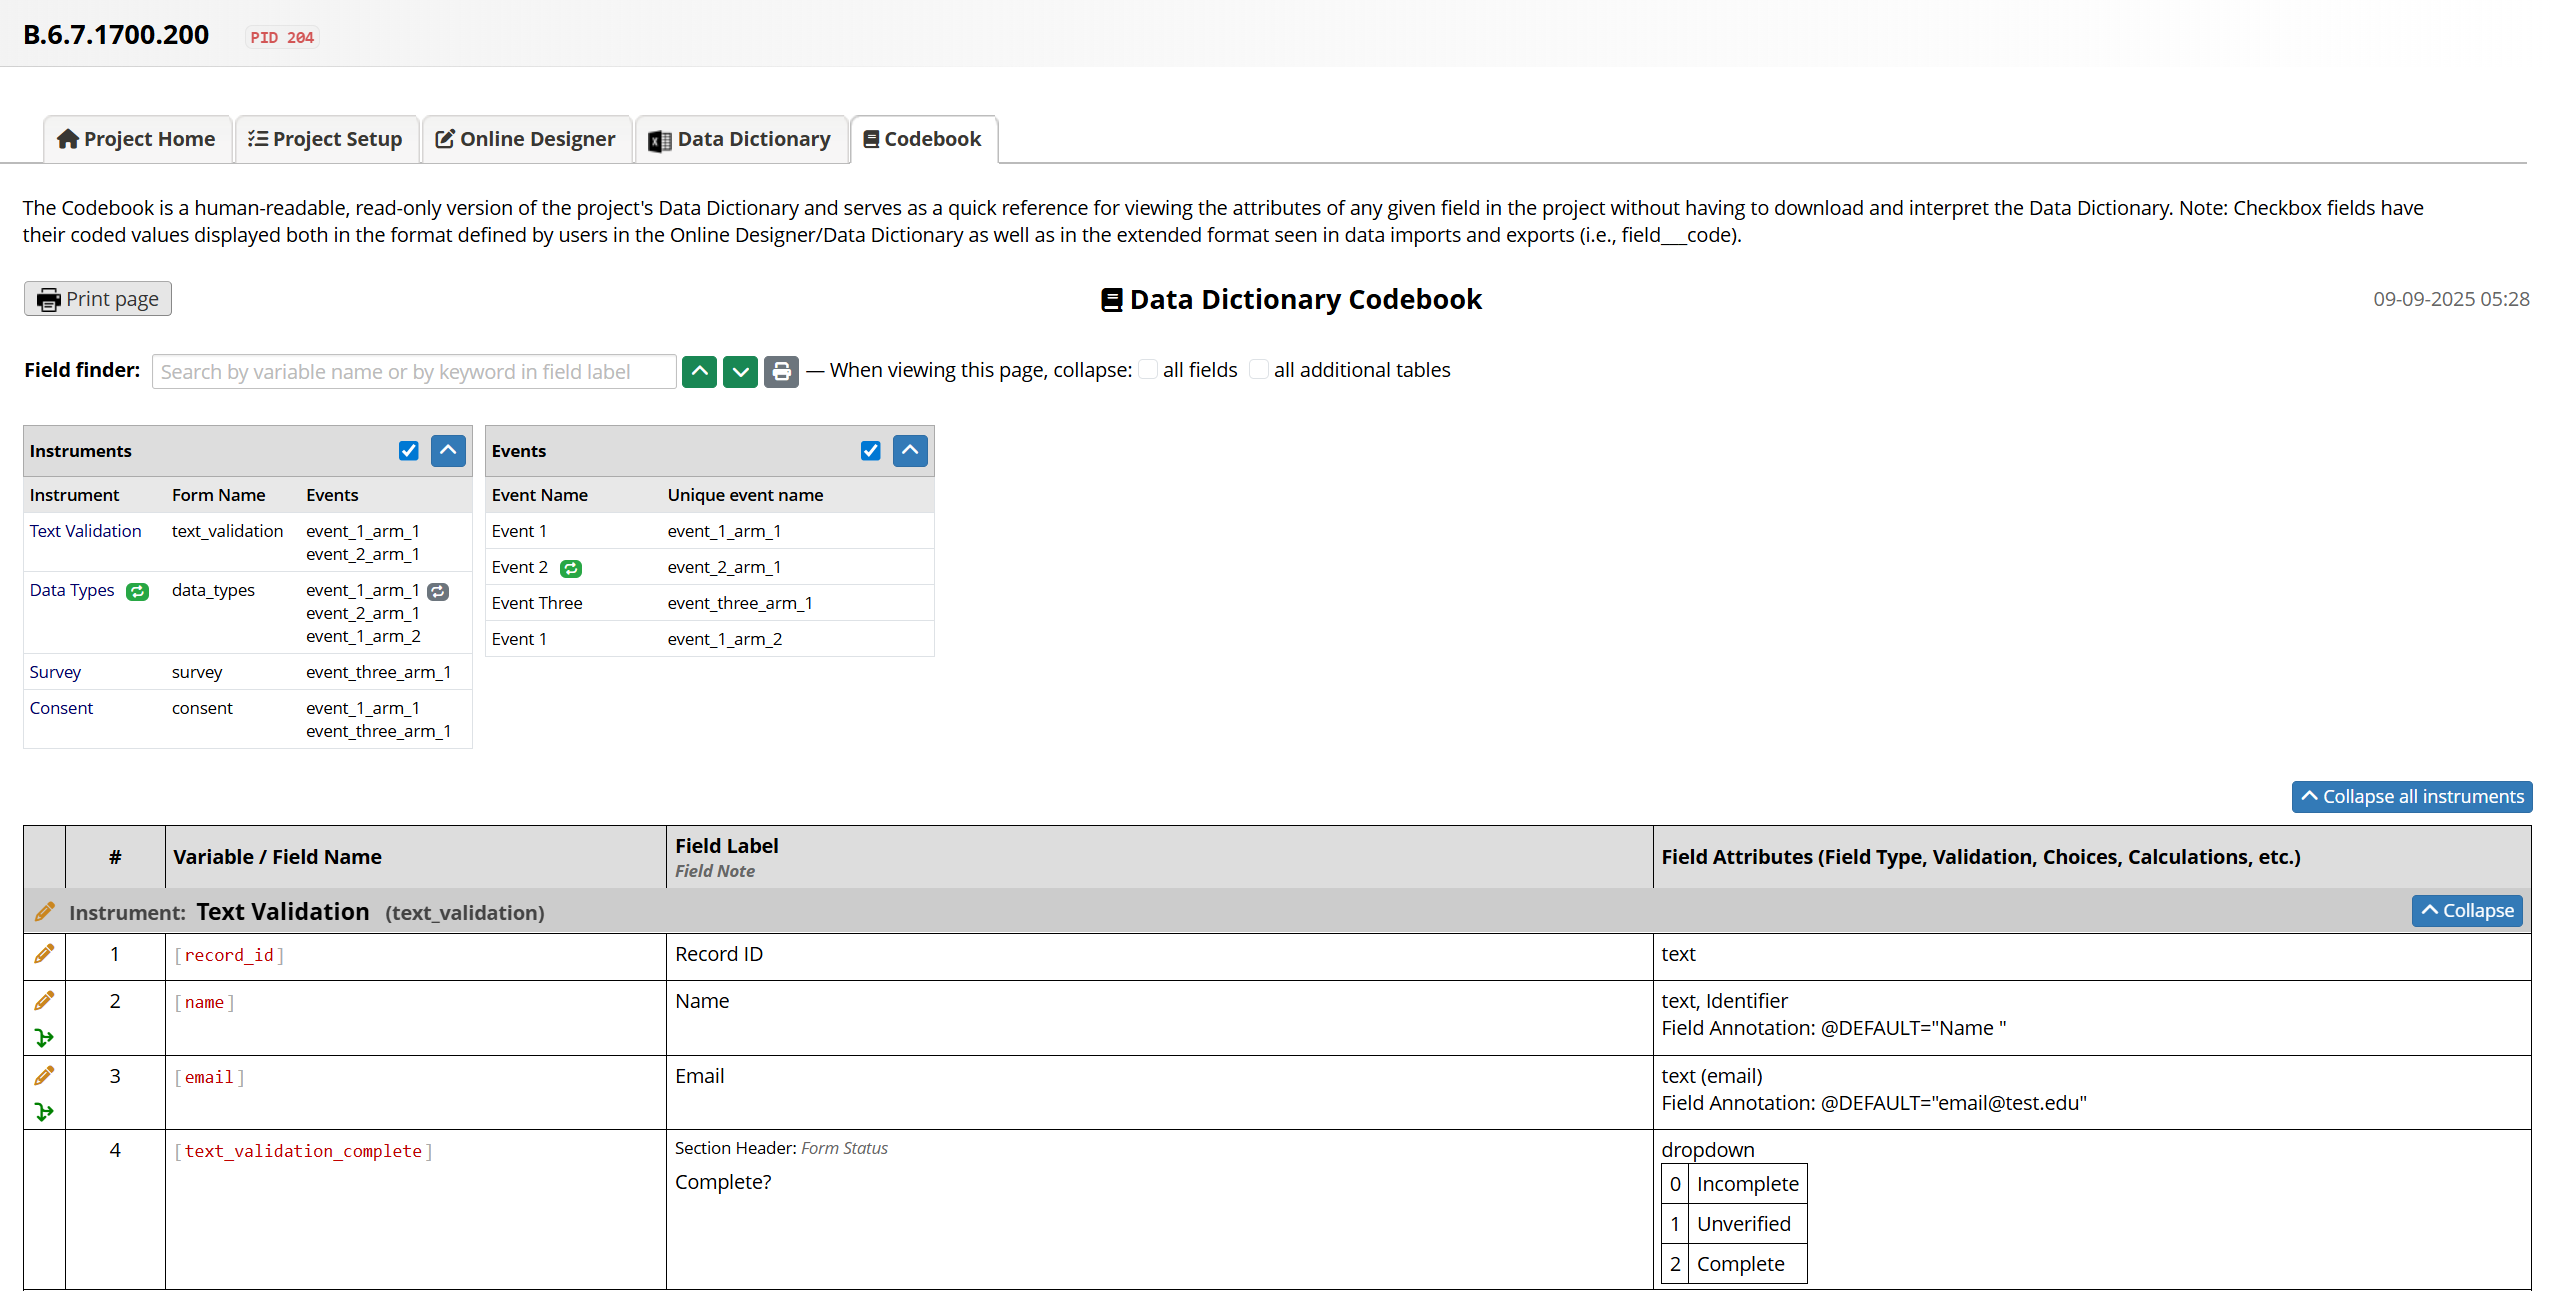 B.6.7.1700.200 PID 204
Project Home Project Setup Online Designer Data Dictionary Codebook
The Codebook is a human-readable, read-only version of the project's Data Dictionary and serves as a quick reference for viewing the attributes of any given field in the project without having to download and interpret the Data Dictionary. Note: Checkbox fields have
their coded values displayed both in the format defined by users in the Online Designer/Data Dictionary as well as in the extended format seen in data imports and exports (i.e., field___code).
Print page Data Dictionary Codebook 09-09-2025 05:28
Field finder: Search by variable name or by keyword in field label — When viewing this page, collapse: all fields all additional tables
Instruments
Instrument Form Name Events
Text Validation text_validation event_1_arm_1
event_2_arm_1
Data Types data_types event_1_arm_1
event_2_arm_1
event_1_arm_2
Survey survey event_three_arm_1
Consent consent event_1_arm_1
event_three_arm_1
Events
Event Name Unique event name
Event 1 event_1_arm_1
Event 2 event_2_arm_1
Event Three event_three_arm_1
Event 1 event_1_arm_2
Collapse all instruments
# Variable / Field Name Field Label Field Attributes (Field Type, Validation, Choices, Calculations, etc.)
Field Note
Instrument: Text Validation (text_validation) Collapse
1 [record_id] Record ID text
2 [name] Name text, Identifier
Field Annotation: @DEFAULT="Name "
3 [email] Email text (email)
Field Annotation: @DEFAULT="email@test.edu"
4 [text_validation_complete] Section Header: Form Status dropdown
Complete?
0 Incomplete
1 Unverified
2 Complete